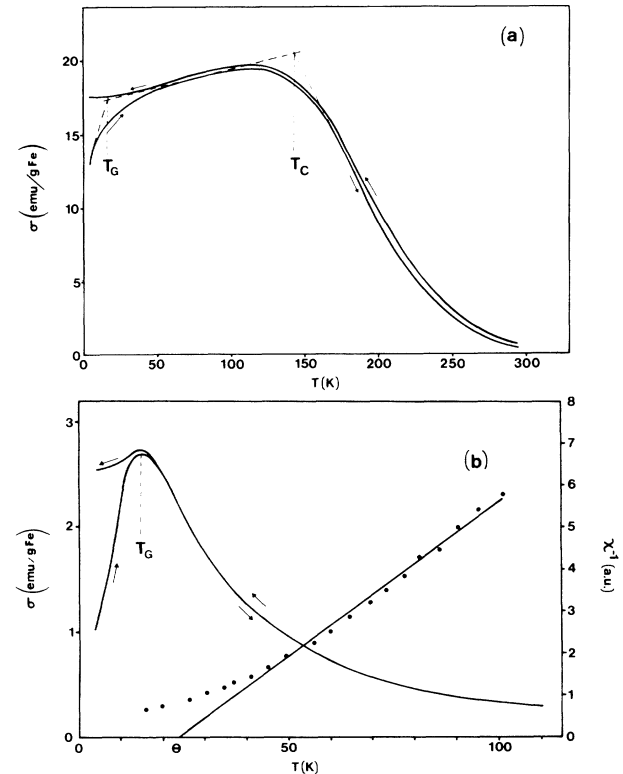 (a)
20
15
10
5
0
σ (emu/g Fe)
T_G
T_C
0 50 100 150 200 250 300
T(K)
(b)
3
2
1
0
σ (emu/gFe)
T_G
8
7
6
5
4
3
2
1
0
χ⁻¹ (a.u.)
0 Θ 50 100
T(K)